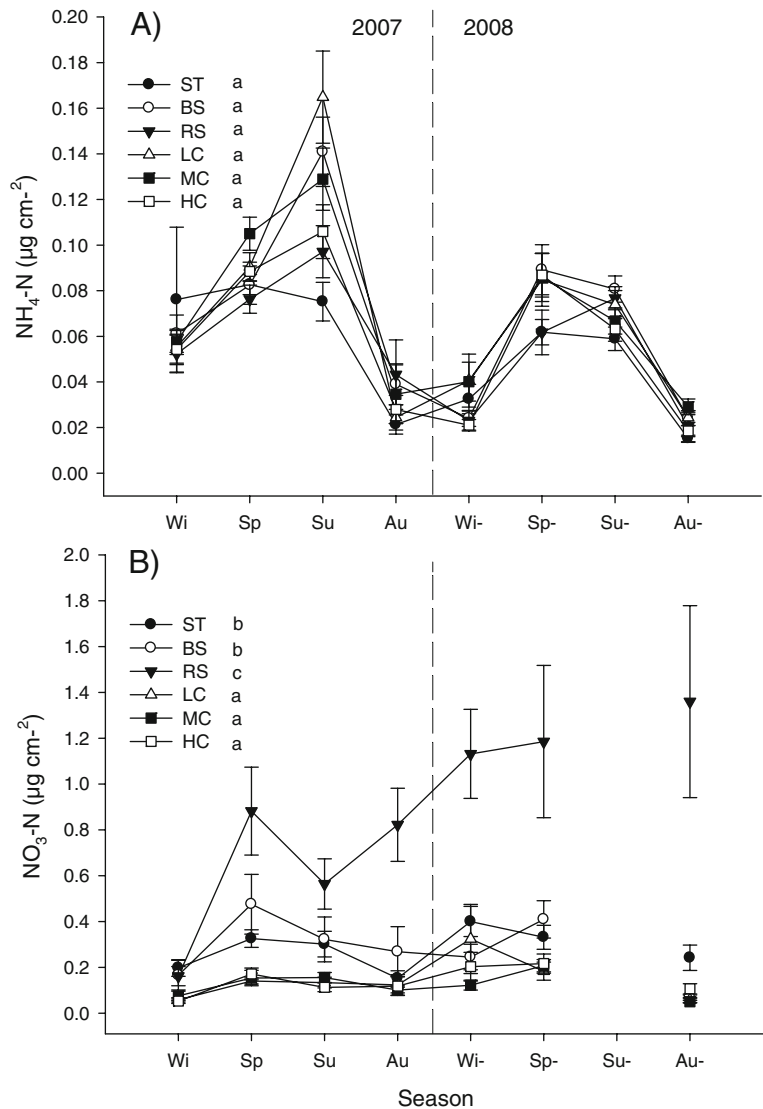 A)
2007 2008
ST a
BS a
RS a
LC a
MC a
HC a
NH₄-N (µg cm⁻²)
0.20
0.18
0.16
0.14
0.12
0.10
0.08
0.06
0.04
0.02
0.00
Wi Sp Su Au Wi- Sp- Su- Au-
B)
ST b
BS b
RS c
LC a
MC a
HC a
NO₃-N (µg cm⁻²)
2.0
1.8
1.6
1.4
1.2
1.0
0.8
0.6
0.4
0.2
0.0
Wi Sp Su Au Wi- Sp- Su- Au-
Season